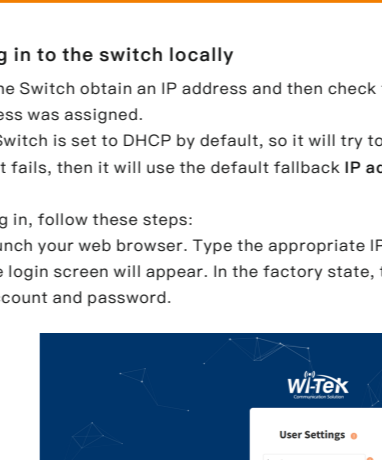 g in to the switch locally
he Switch obtain an IP address and then check
ess was assigned.
Switch is set to DHCP by default, so it will try to
t fails, then it will use the default fallback IP ad
g in, follow these steps:
unch your web browser. Type the appropriate IP
e login screen will appear. In the factory state, t
ccount and password.
Wi-Tek
Communication Solution
User Settings